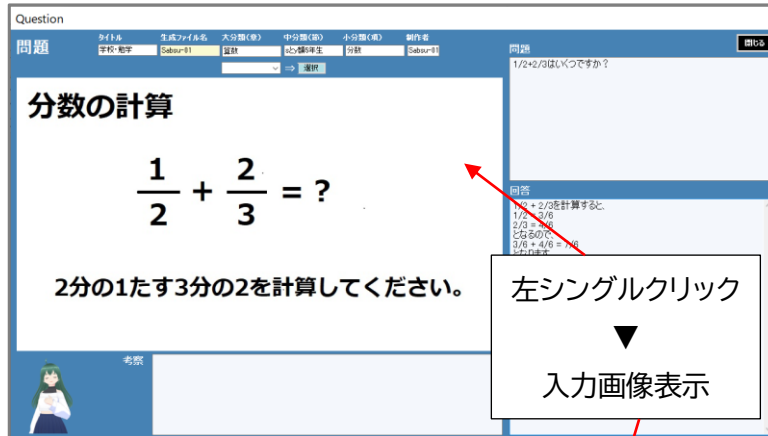 Question
問題
タイトル 生成ファイル名 大分類(章) 中分類(節) 小分類(項) 制作者
学校・勉学 Sabsu-01 算数 分数 Sabsu-01
⇒ 選択
閉じる
分数の計算
1/2 + 2/3 = ?
2分の1たす3分の2を計算してください。
問題
1/2+2/3はいくつですか?
回答
1/2 + 2/3を計算すると、
1/2 = 3/6
2/3 = 4/6
となるので、
3/6 + 4/6 = 7/6
となります
左シングルクリック
▼
入力画像表示
考察